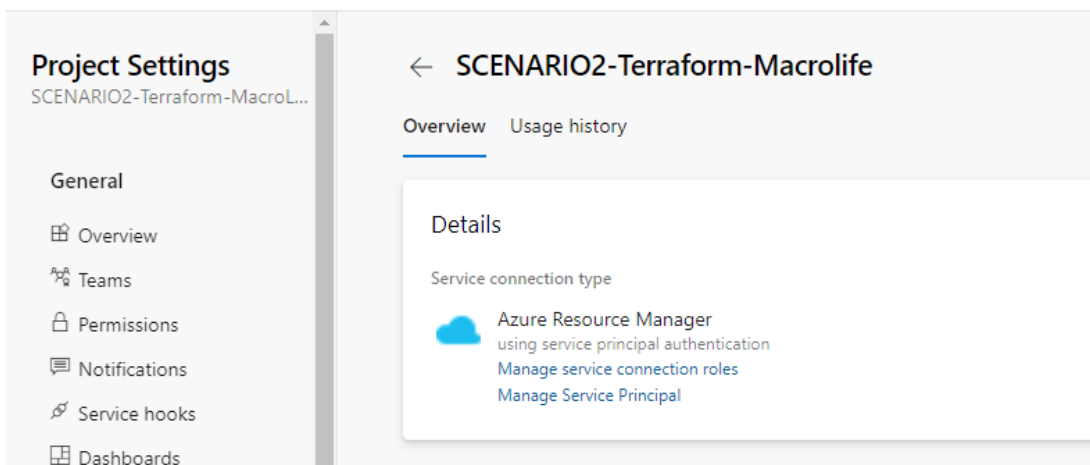 Project Settings
SCENARIO2-Terraform-MacroL...
General
Overview
Teams
Permissions
Notifications
Service hooks
Dashboards
← SCENARIO2-Terraform-Macrolife
Overview Usage history
Details
Service connection type
Azure Resource Manager
using service principal authentication
Manage service connection roles
Manage Service Principal